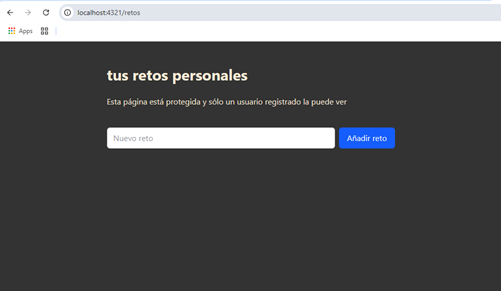 localhost:4321/retos
Apps
tus retos personales
Esta página está protegida y sólo un usuario registrado la puede ver
Nuevo reto
Añadir reto